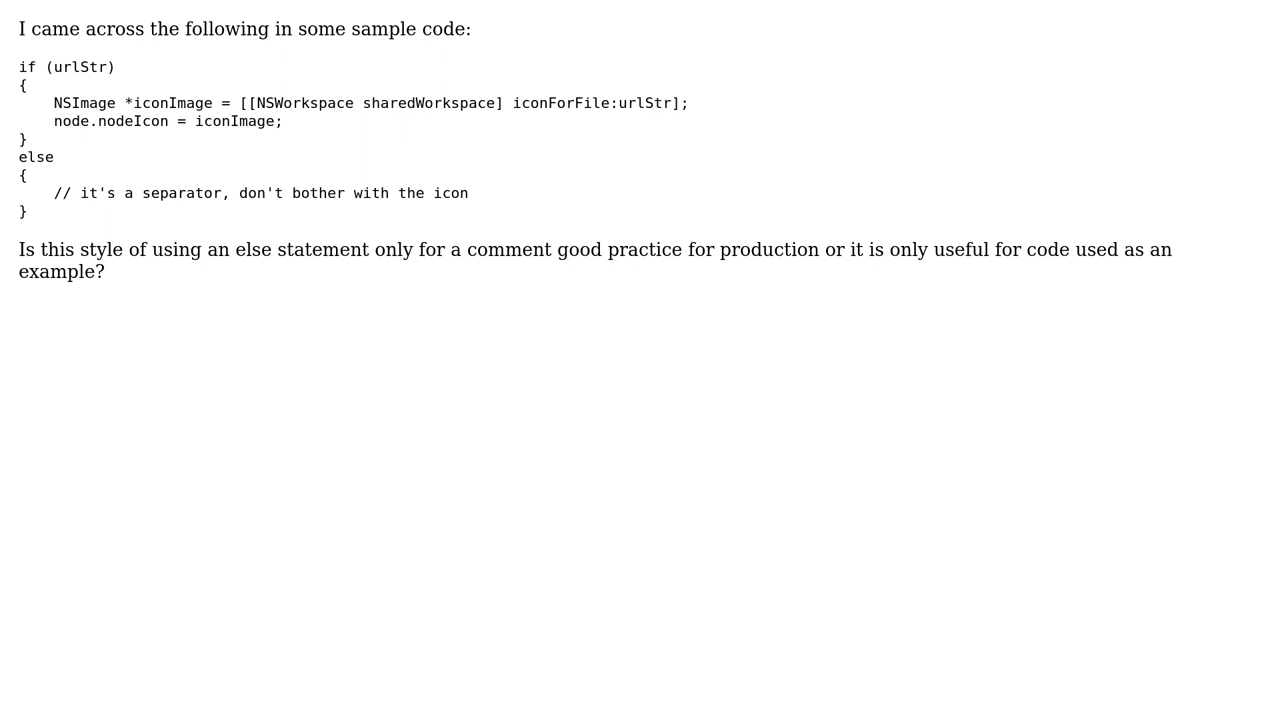 I came across the following in some sample code:
if (urlStr)
{
    NSImage *iconImage = [[NSWorkspace sharedWorkspace] iconForFile:urlStr];
    node.nodeIcon = iconImage;
}
else
{
    // it's a separator, don't bother with the icon
}
Is this style of using an else statement only for a comment good practice for production or it is only useful for code used as an
example?